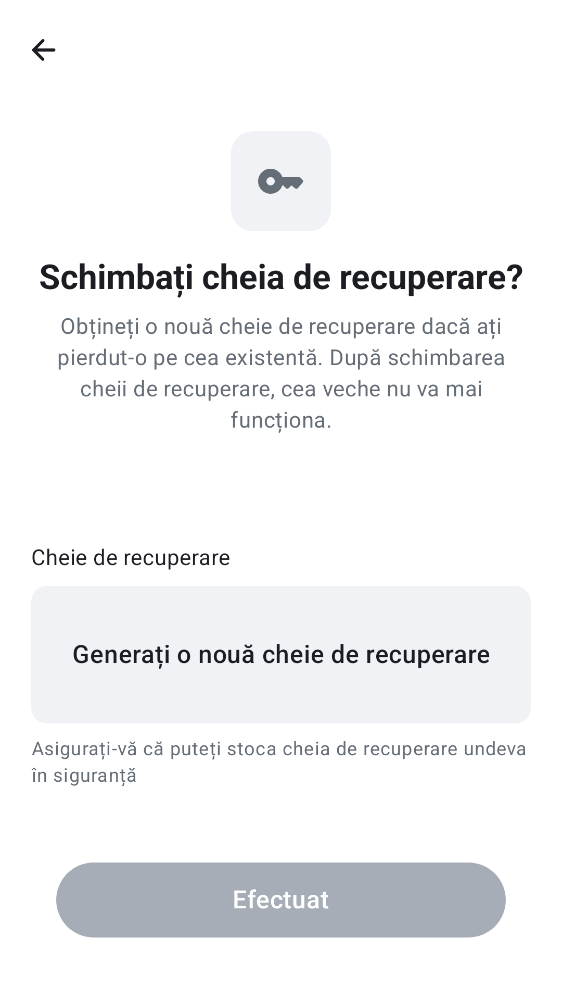 Schimbați cheia de recuperare?
Obțineți o nouă cheie de recuperare dacă ați
pierdut-o pe cea existentă. După schimbarea
cheii de recuperare, cea veche nu va mai
funcționa.
Cheie de recuperare
Generați o nouă cheie de recuperare
Asigurați-vă că puteți stoca cheia de recuperare undeva
în siguranță
Efectuat